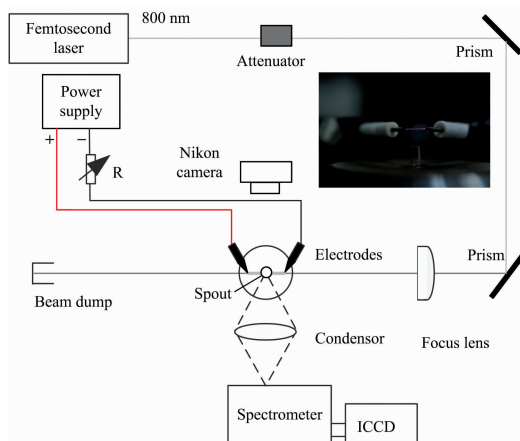 800 nm
Femtosecond
laser
Attenuator
Prism
Power
supply
+
−
R
Nikon
camera
Electrodes
Prism
Beam dump
Spout
Condensor
Focus lens
Spectrometer
ICCD